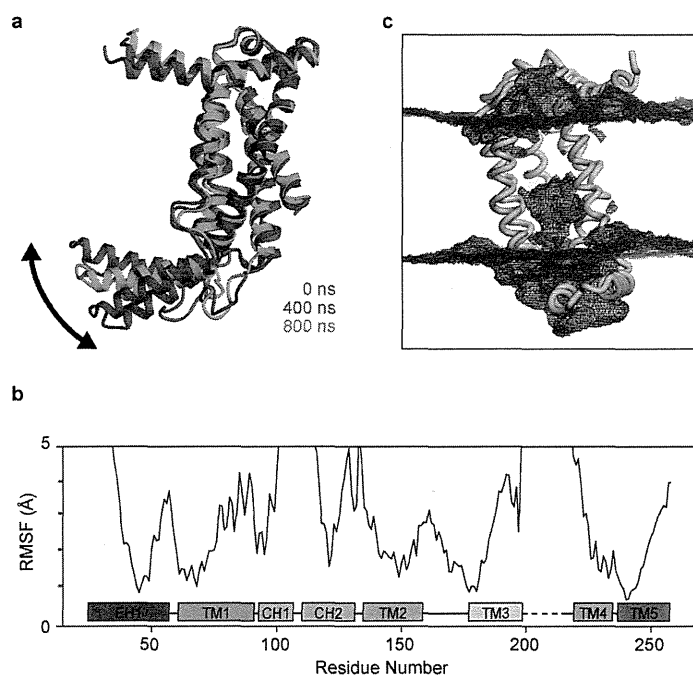 a
c
0 ns
400 ns
800 ns
b
5
RMSF (Å)
0
EH1 TM1 CH1 CH2 TM2 TM3 TM4 TM5
50 100 150 200 250
Residue Number